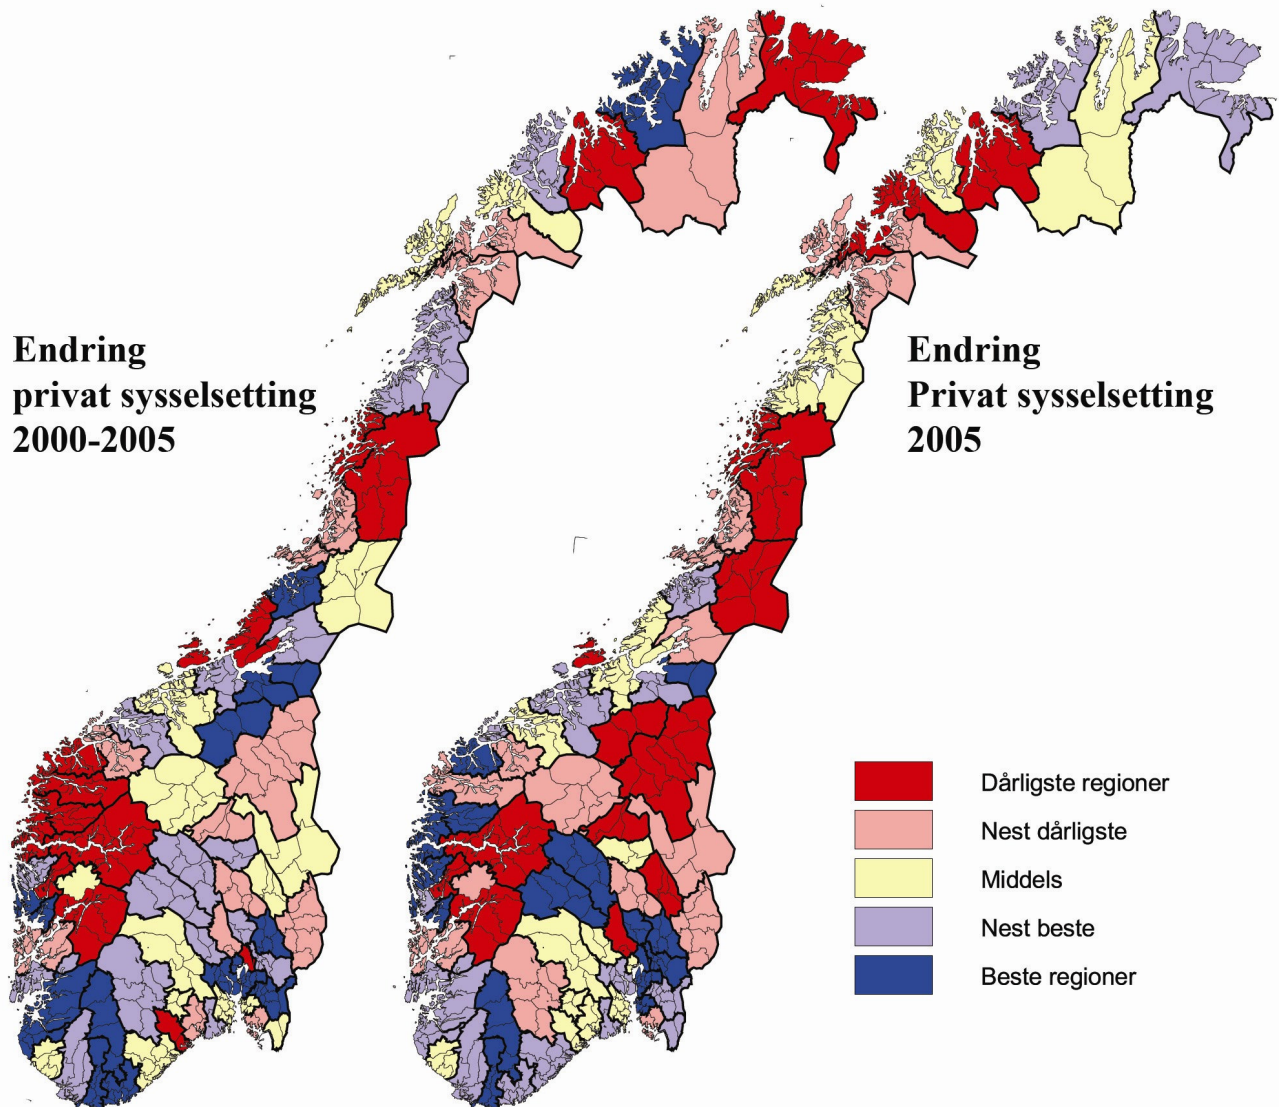 Endring
privat sysselsetting
2000-2005
Endring
Privat sysselsetting
2005
Dårligste regioner
Nest dårligste
Middels
Nest beste
Beste regioner